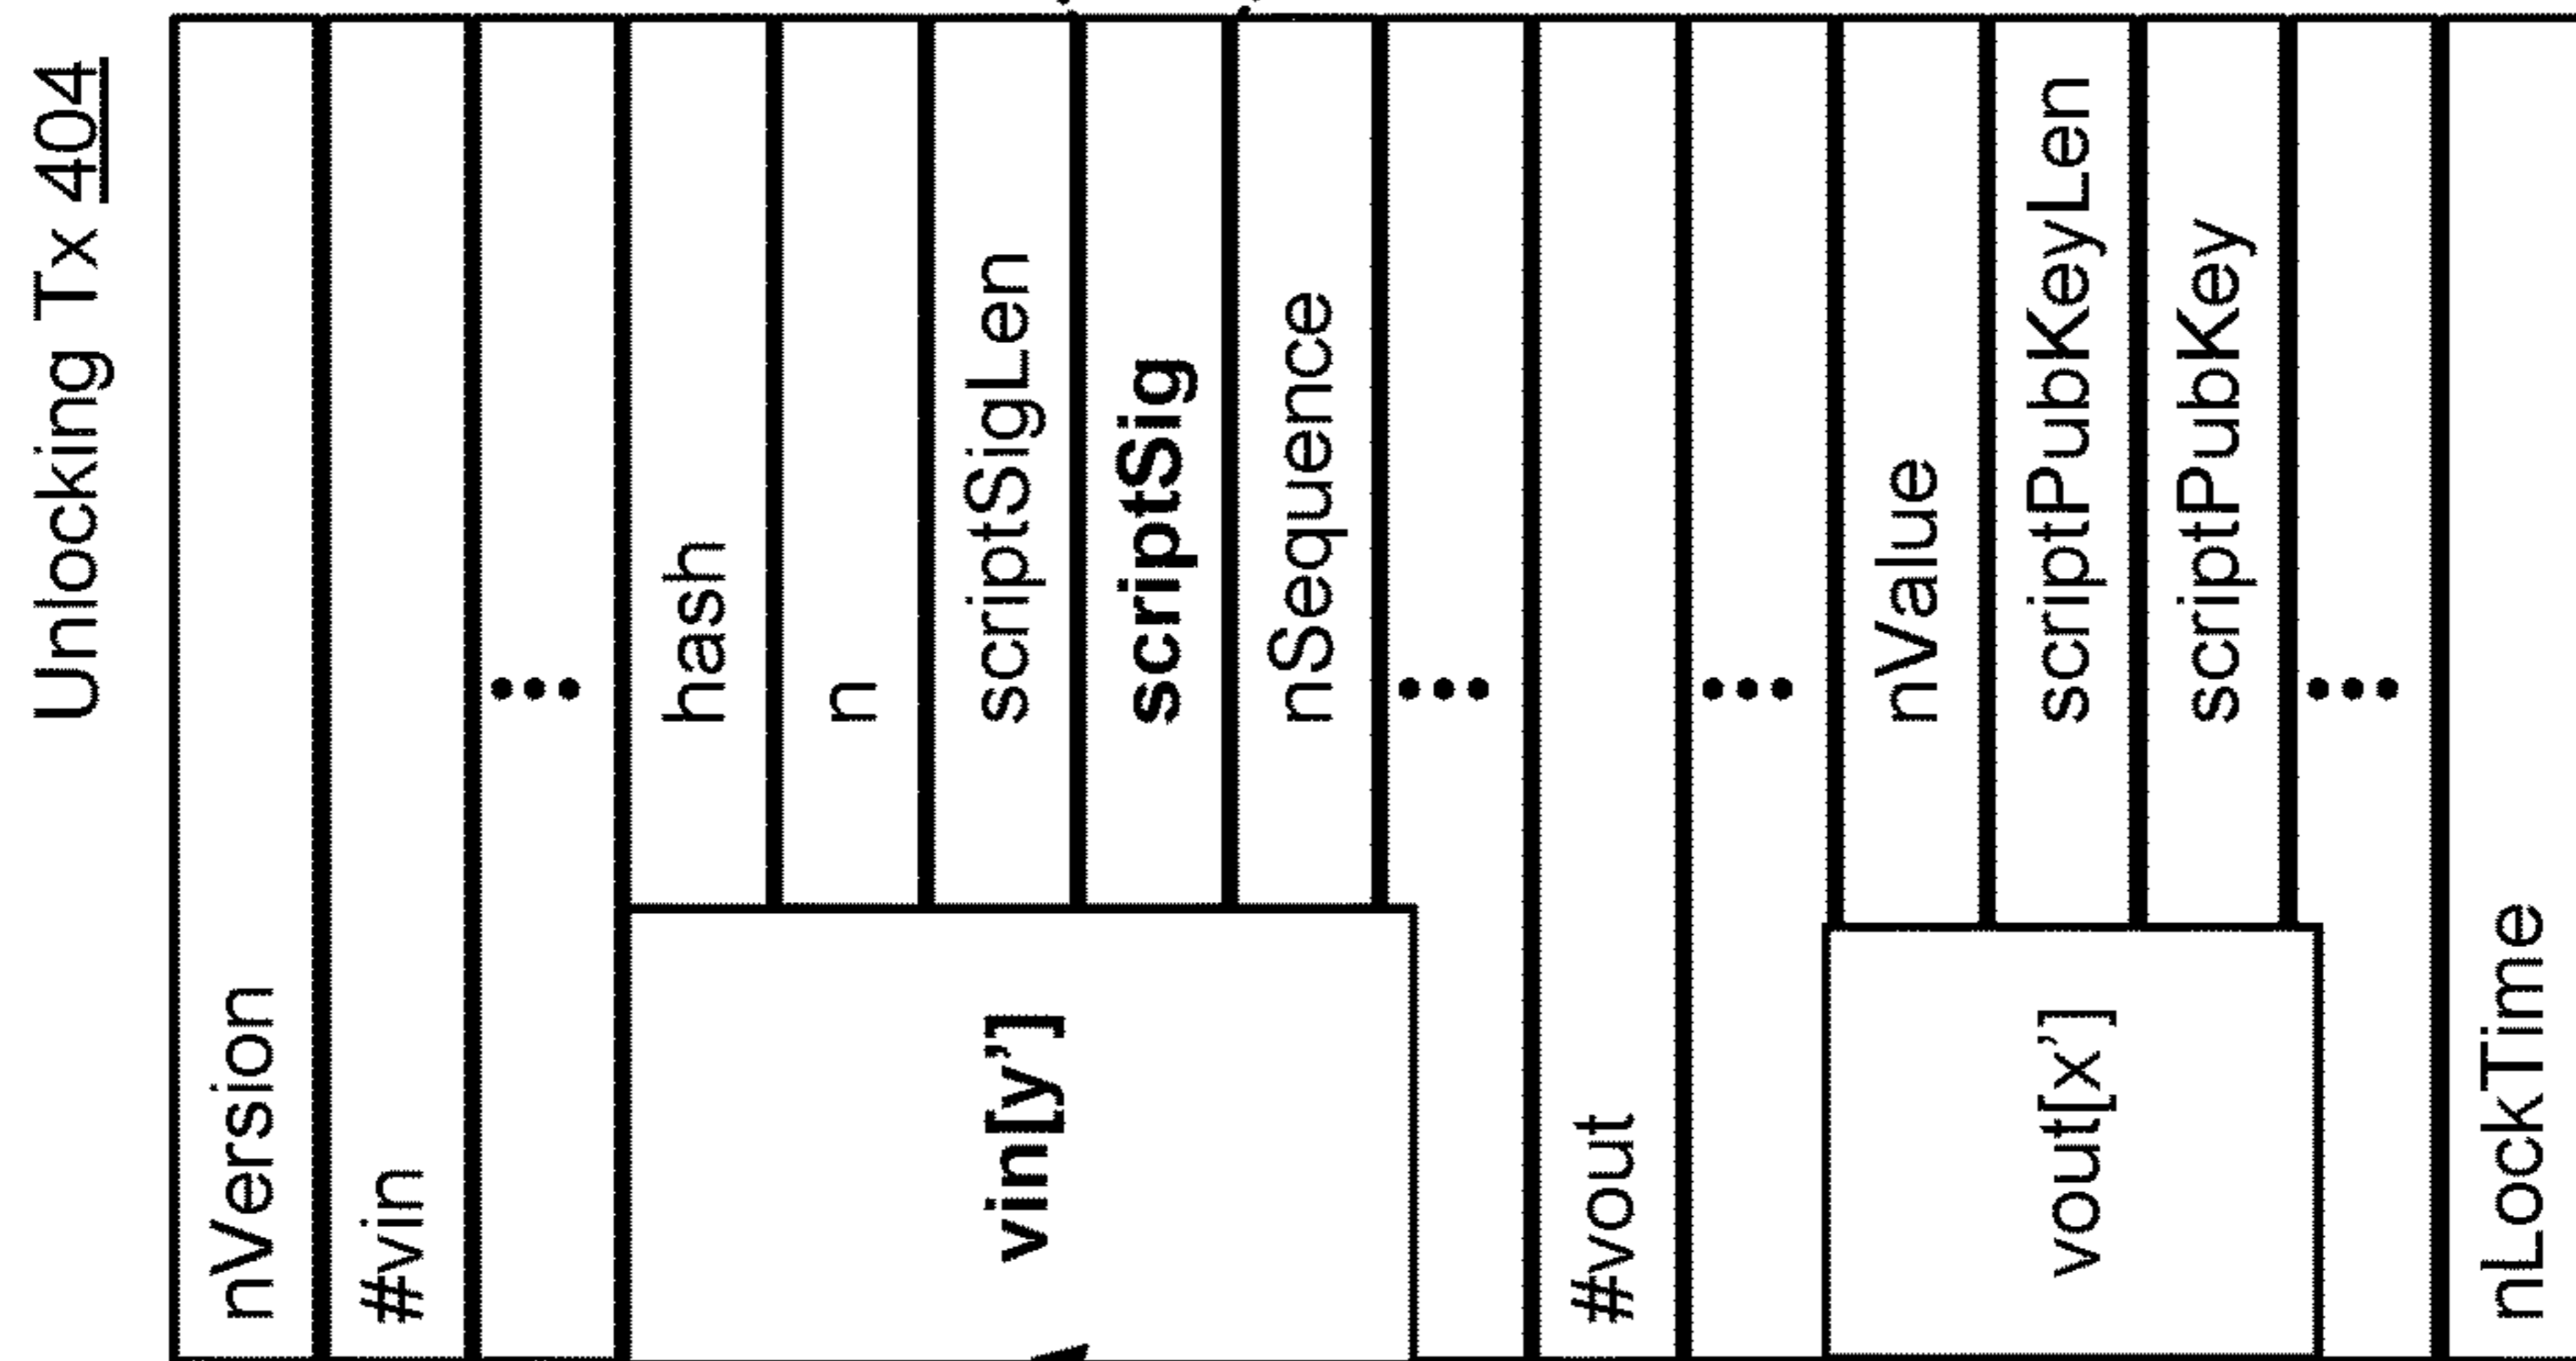 Unlocking Tx 404
nVersion
#vin
•••
vin[y’]
hash
n
scriptSigLen
scriptSig
nSequence
•••
#vout
•••
vout[x’]
nValue
scriptPubKeyLen
scriptPubKey
•••
nLockTime